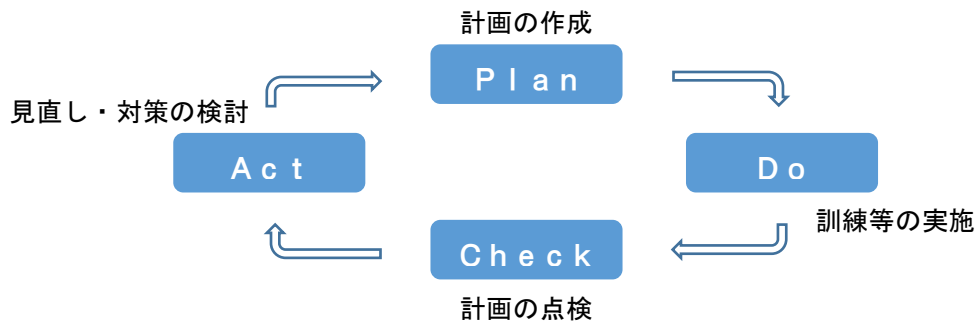 計画の作成
Ｐｌａｎ
見直し・対策の検討
Ａｃｔ
Ｄｏ
訓練等の実施
Ｃｈｅｃｋ
計画の点検